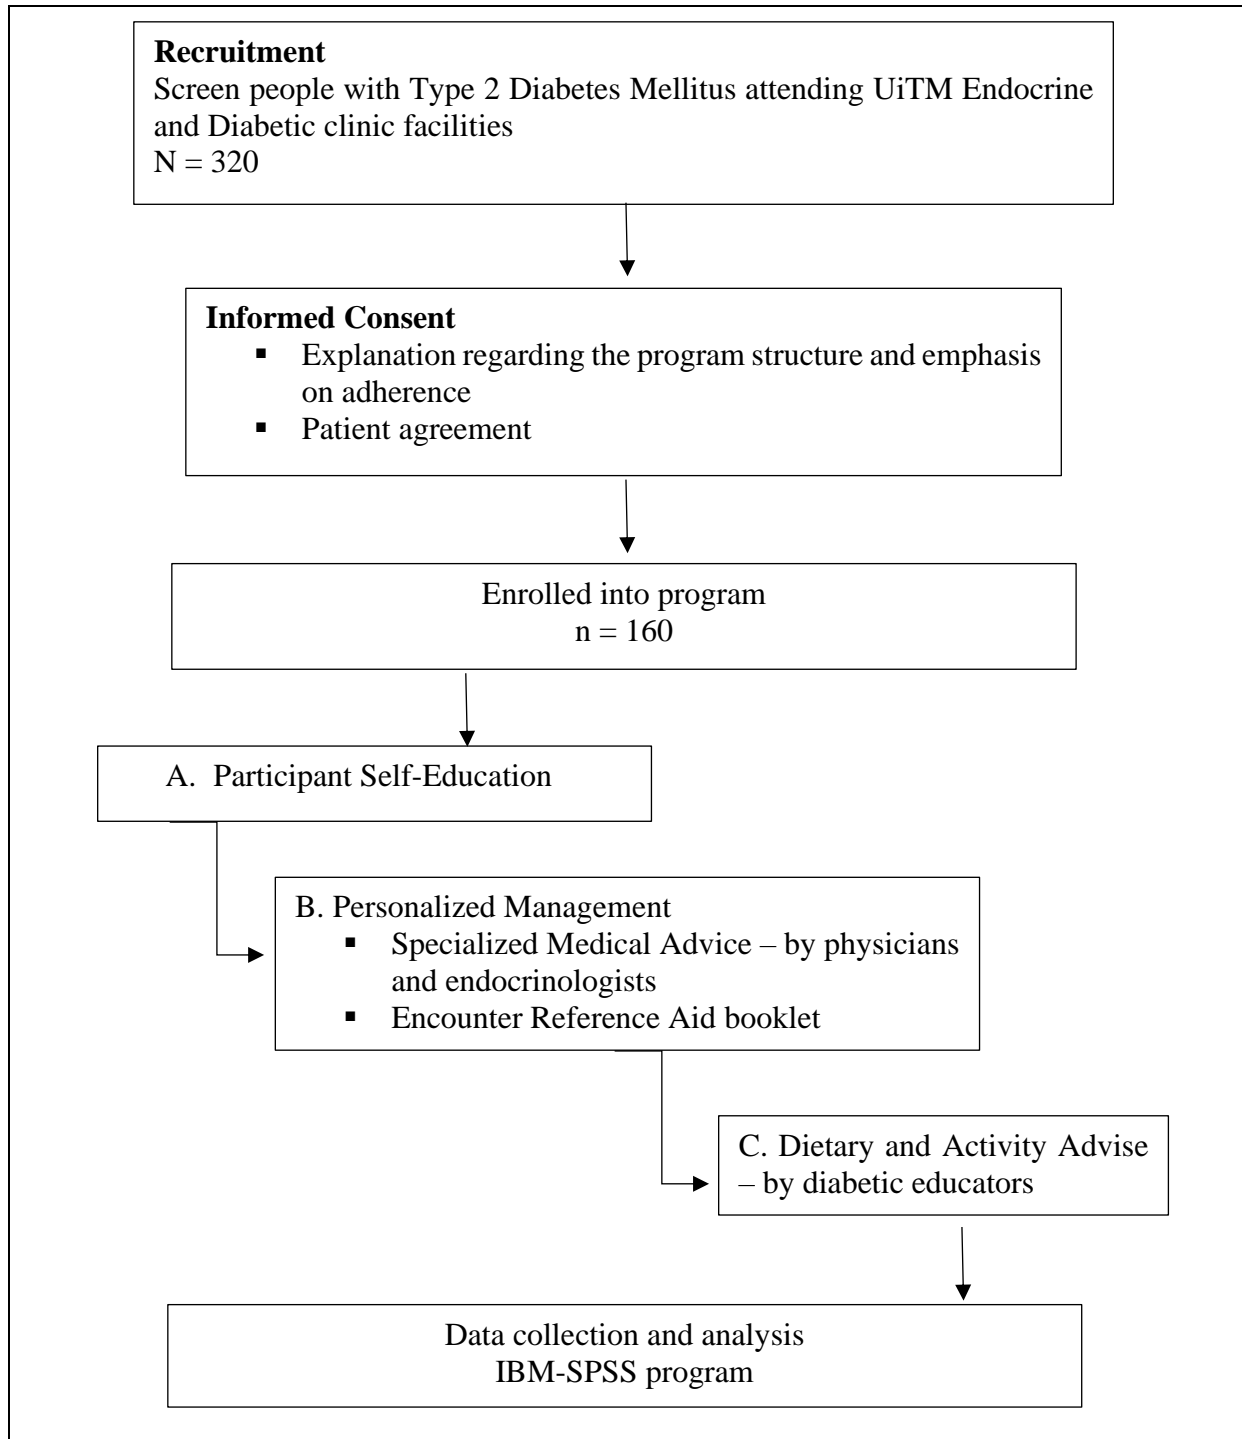 Recruitment
Screen people with Type 2 Diabetes Mellitus attending UiTM Endocrine
and Diabetic clinic facilities
N = 320
Informed Consent
▪ Explanation regarding the program structure and emphasis
on adherence
▪ Patient agreement
Enrolled into program
n = 160
A. Participant Self-Education
B. Personalized Management
▪ Specialized Medical Advice – by physicians
and endocrinologists
▪ Encounter Reference Aid booklet
C. Dietary and Activity Advise
– by diabetic educators
Data collection and analysis
IBM-SPSS program